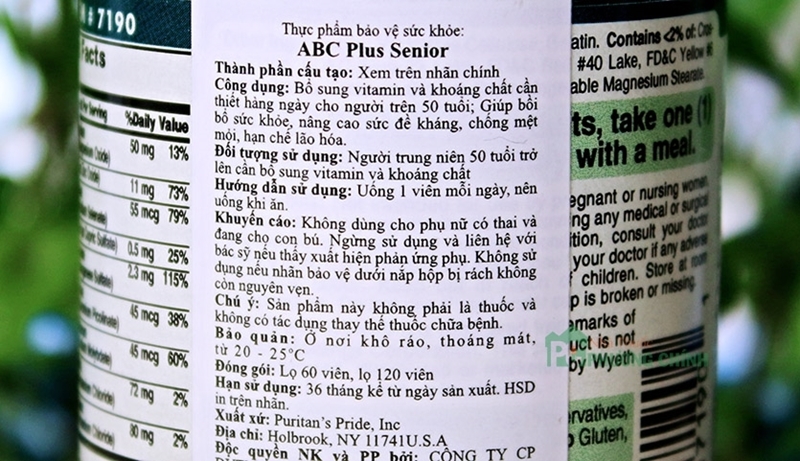 # 7190
Facts
%Daily Value
50 mg 13%
11 mg 73%
55 mcg 79%
0.5 mg 25%
2.3 mg 115%
45 mcg 38%
45 mcg 60%
72 mg 2%
80 mg 2%
Thực phẩm bảo vệ sức khỏe:
ABC Plus Senior
Thành phần cấu tạo: Xem trên nhãn chính
Công dụng: Bổ sung vitamin và khoáng chất cần
thiết hàng ngày cho người trên 50 tuổi; Giúp bồi
bổ sức khỏe, nâng cao sức đề kháng, chống mệt
mỏi, hạn chế lão hóa.
Đối tượng sử dụng: Người trung niên 50 tuổi trở
lên cần bổ sung vitamin và khoáng chất
Hướng dẫn sử dụng: Uống 1 viên mỗi ngày, nên
uống khi ăn.
Khuyến cáo: Không dùng cho phụ nữ có thai và
đang cho con bú. Ngừng sử dụng và liên hệ với
bác sỹ nếu thấy xuất hiện phản ứng phụ. Không sử
dụng nếu nhãn bảo vệ dưới nắp hộp bị rách không
còn nguyên vẹn.
Chú ý: Sản phẩm này không phải là thuốc và
không có tác dụng thay thế thuốc chữa bệnh.
Bảo quản: Ở nơi khô ráo, thoáng mát,
từ 20 - 25°C
Đóng gói: Lọ 60 viên, lọ 120 viên
Hạn sử dụng: 36 tháng kể từ ngày sản xuất. HSD
in trên nhãn.
Xuất xứ: Puritan's Pride, Inc
Địa chỉ: Holbrook, NY 11741U.S.A
Độc quyền NK và PP bởi: CÔNG TY CP
atin. Contains <2% of:
#40 Lake, FD&C Yellow #6
able Magnesium Stearate.
ts, take one (1)
with a meal.
egnant or nursing women,
ing any medical or surgical
ition, consult your doctor
your doctor if any adverse
children. Store at room
p is broken or missing.
emarks of
uct is not
by Wyeth
rvatives,
Gluten,